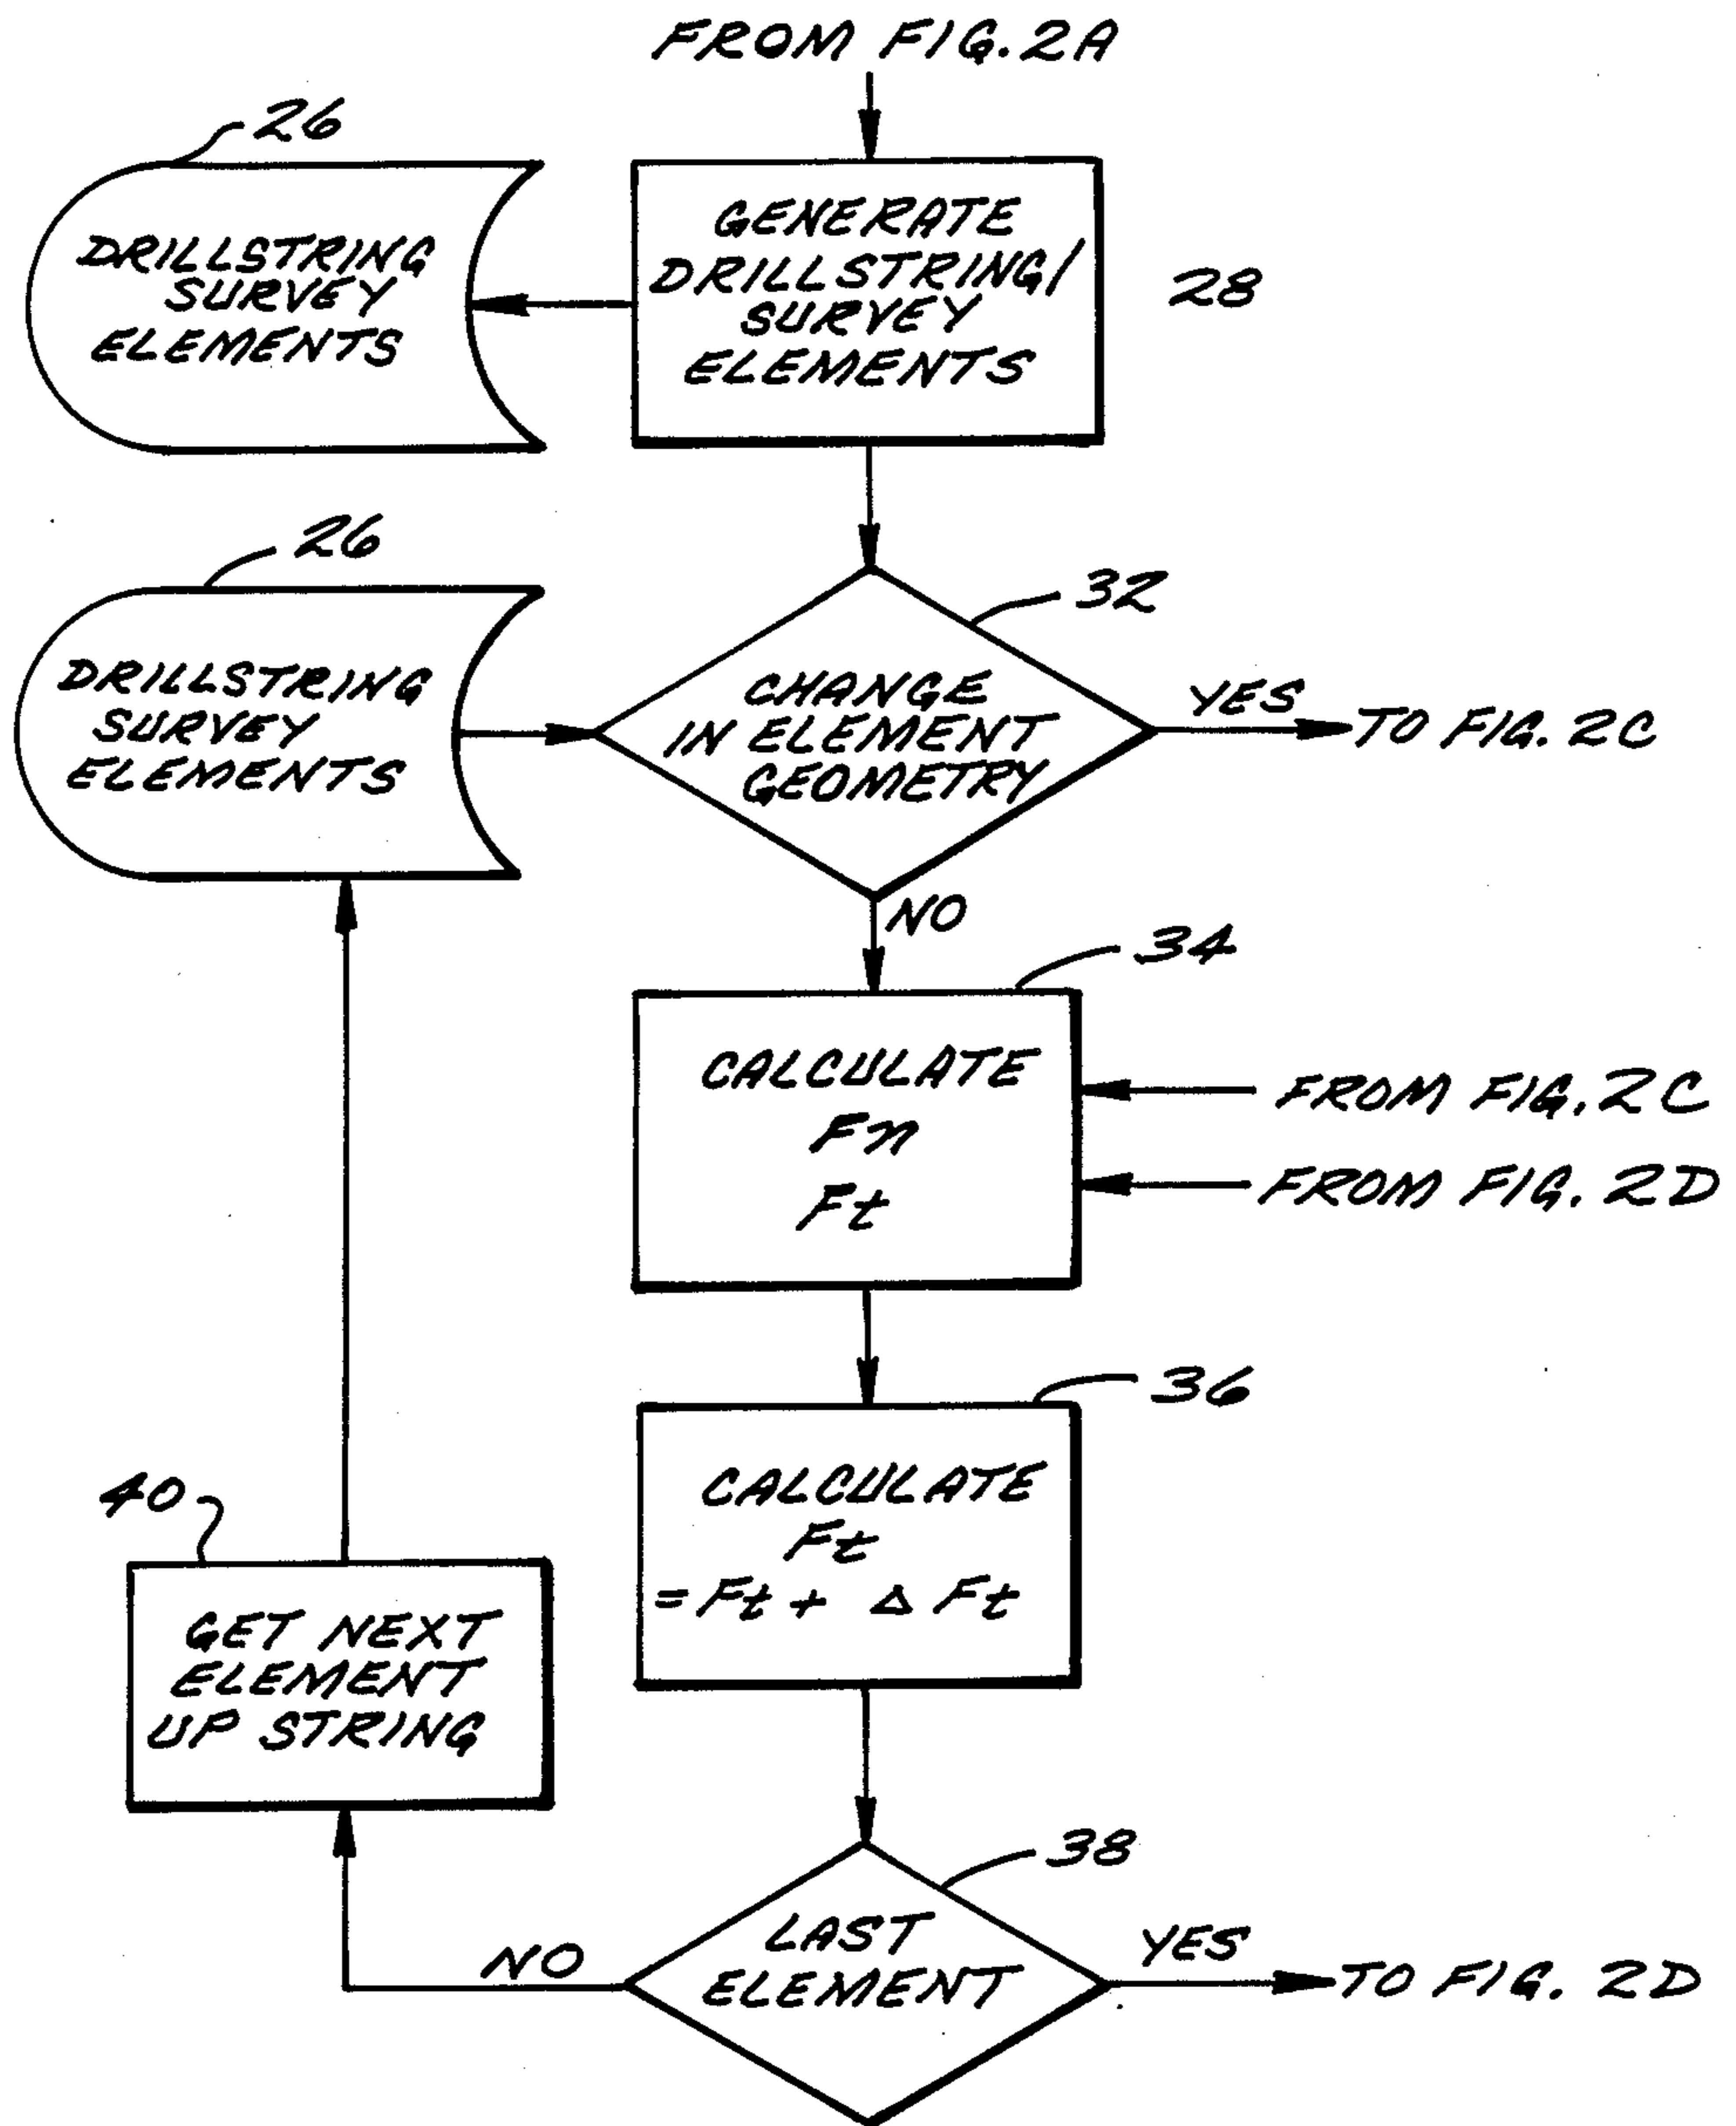 FROM FIG. 2A
26
DRILLSTRING
SURVEY
ELEMENTS
GENERATE
DRILLSTRING/
SURVEY
ELEMENTS
28
26
DRILLSTRING
SURVEY
ELEMENTS
32
CHANGE
IN ELEMENT
GEOMETRY
YES
TO FIG. 2C
NO
34
CALCULATE
Fn
Ft
FROM FIG. 2C
FROM FIG. 2D
36
CALCULATE
Ft
= Ft + Δ Ft
40
GET NEXT
ELEMENT
UP STRING
38
LAST
ELEMENT
NO
YES
TO FIG. 2D